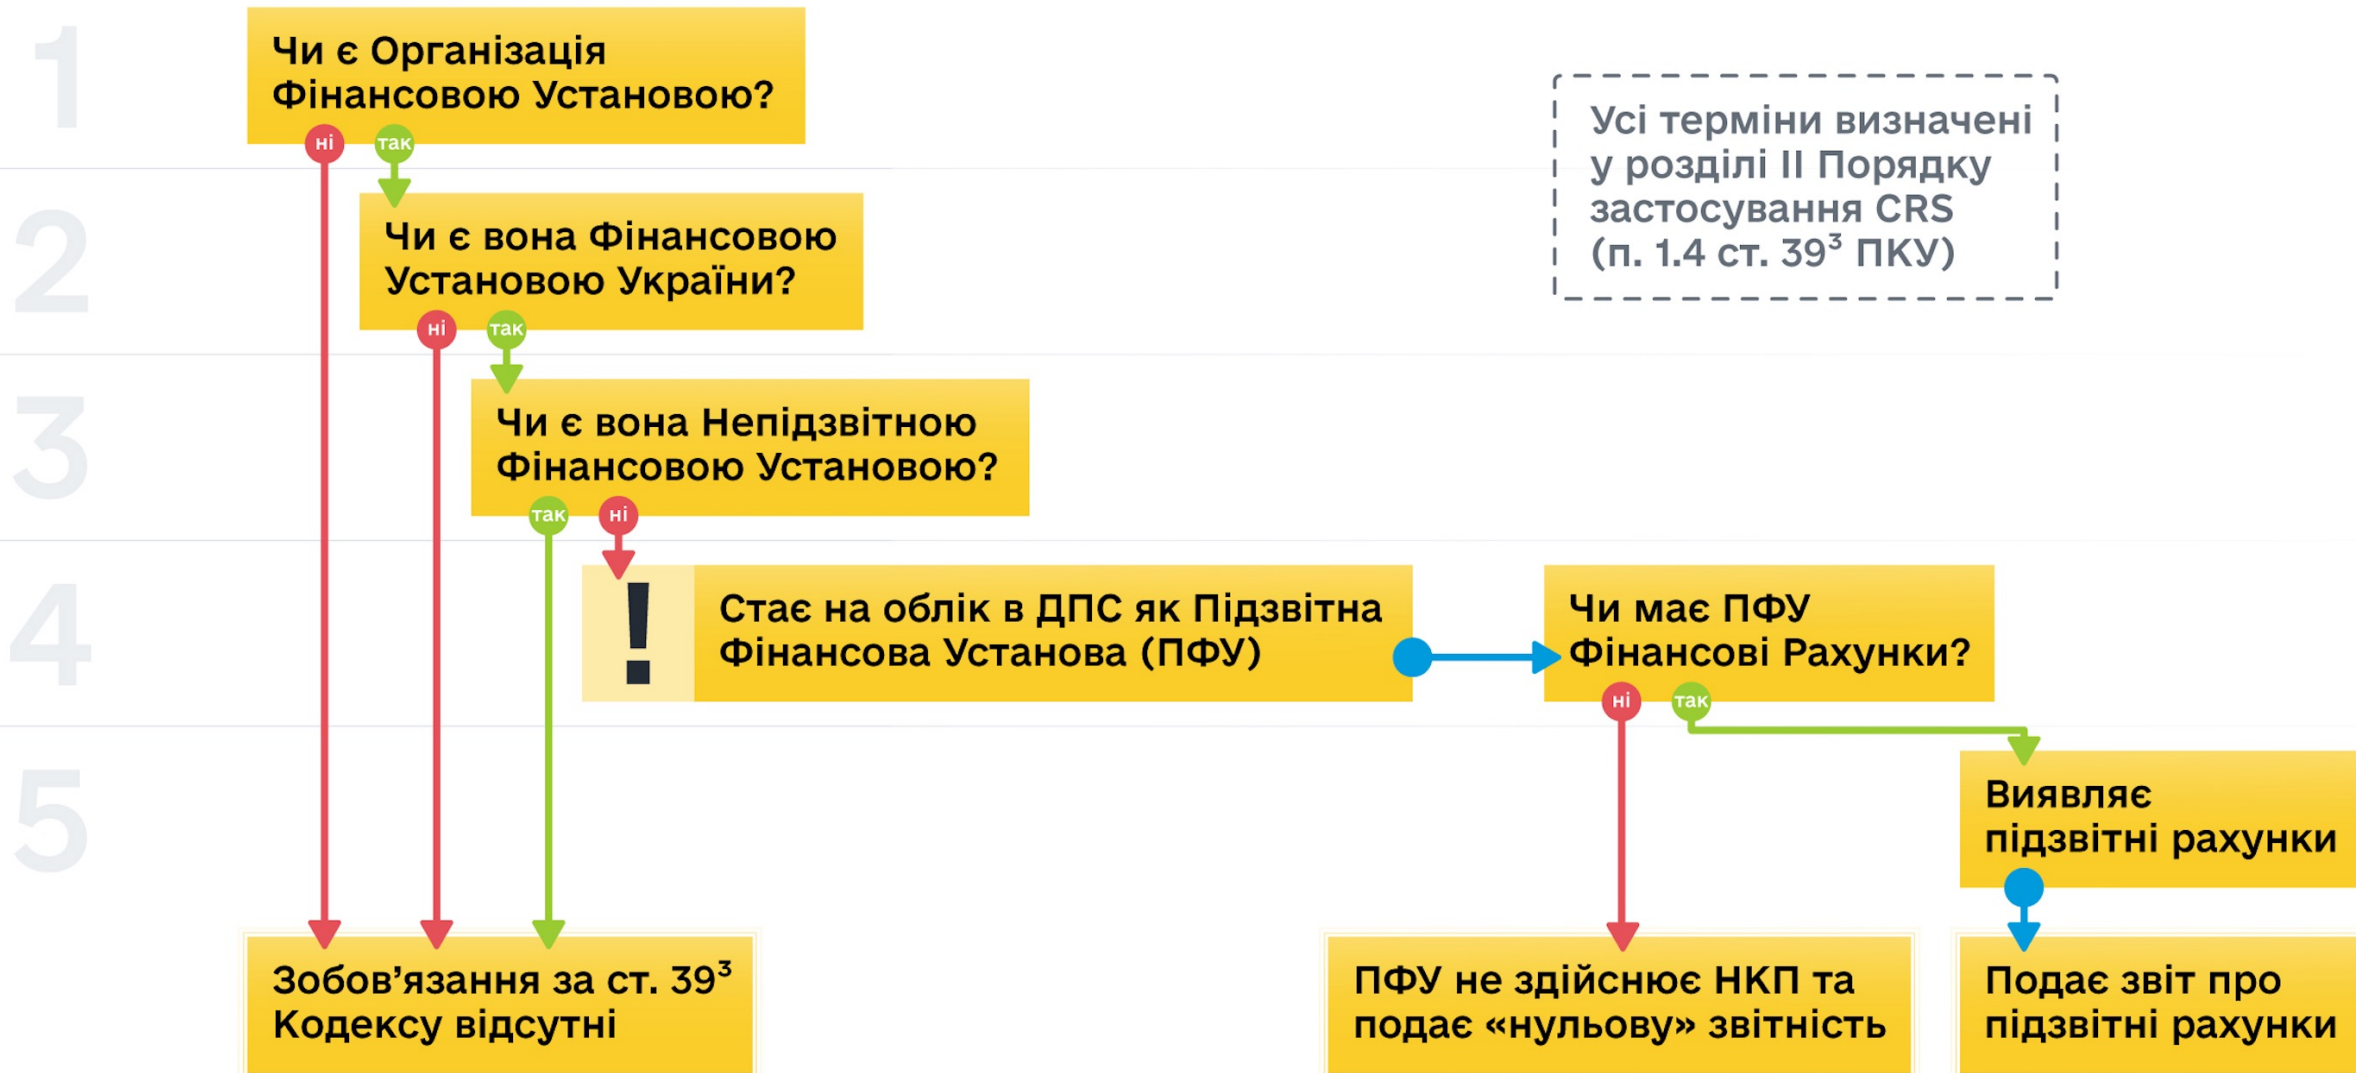 1
Чи є Організація
Фінансовою Установою?
ні
так
Усі терміни визначені
у розділі II Порядку
застосування CRS
(п. 1.4 ст. 39³ ПКУ)
2
Чи є вона Фінансовою
Установою України?
ні
так
3
Чи є вона Непідзвітною
Фінансовою Установою?
так
ні
4
!
Стає на облік в ДПС як Підзвітна
Фінансова Установа (ПФУ)
Чи має ПФУ
Фінансові Рахунки?
ні
так
5
Виявляє
підзвітні рахунки
Зобов’язання за ст. 39³
Кодексу відсутні
ПФУ не здійснює НКП та
подає «нульову» звітність
Подає звіт про
підзвітні рахунки